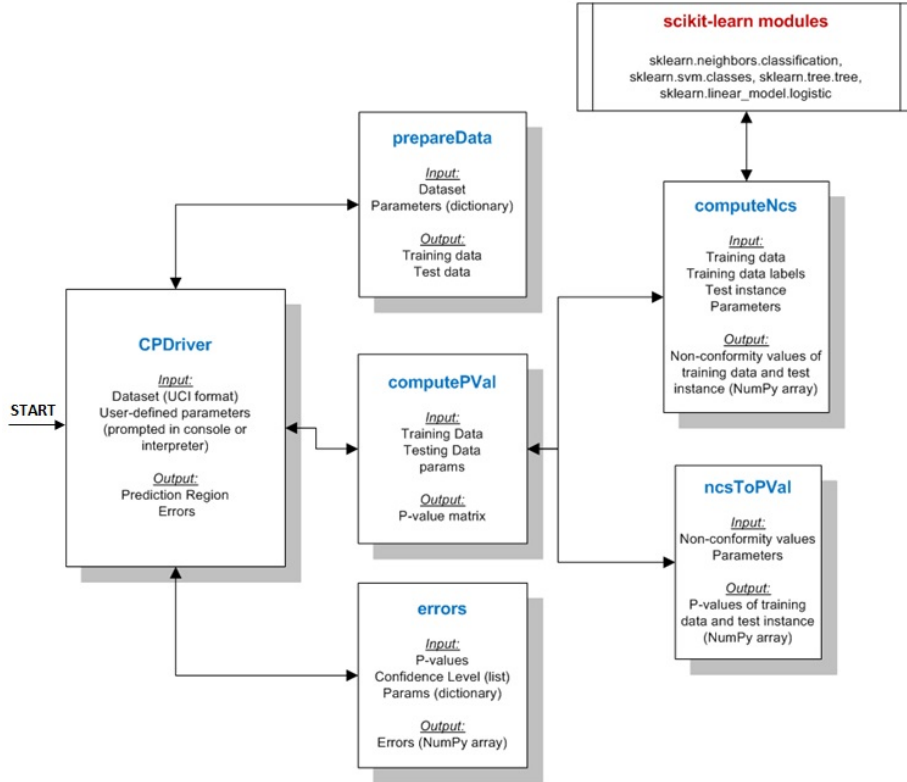 scikit-learn modules
sklearn.neighbors.classification,
sklearn.svm.classes, sklearn.tree.tree,
sklearn.linear_model.logistic
prepareData
Input:
Dataset
Parameters (dictionary)
Output:
Training data
Test data
computeNcs
Input:
Training data
Training data labels
Test instance
Parameters
Output:
Non-conformity values of
training data and test
instance (NumPy array)
START
CPDriver
Input:
Dataset (UCI format)
User-defined parameters
(prompted in console or
interpreter)
Output:
Prediction Region
Errors
computePVal
Input:
Training Data
Testing Data
params
Output:
P-value matrix
ncsToPVal
Input:
Non-conformity values
Parameters
Output:
P-values of training
data and test instance
(NumPy array)
errors
Input:
P-values
Confidence Level (list)
Params (dictionary)
Output:
Errors (NumPy array)